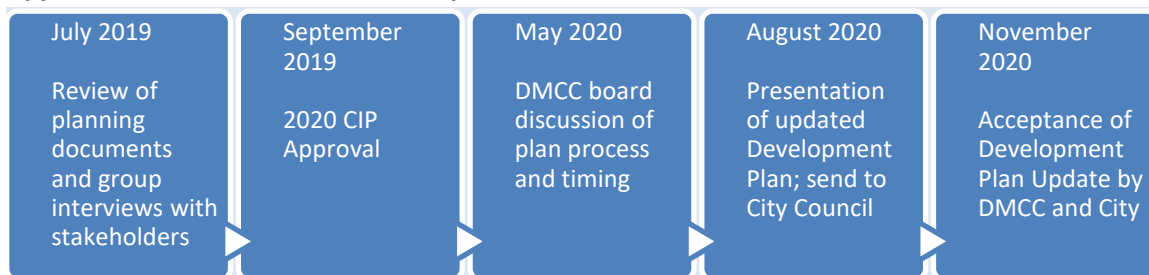 July 2019
Review of
planning
documents
and group
interviews with
stakeholders
September
2019
2020 CIP
Approval
May 2020
DMCC board
discussion of
plan process
and timing
August 2020
Presentation
of updated
Development
Plan; send to
City Council
November
2020
Acceptance of
Development
Plan Update by
DMCC and City